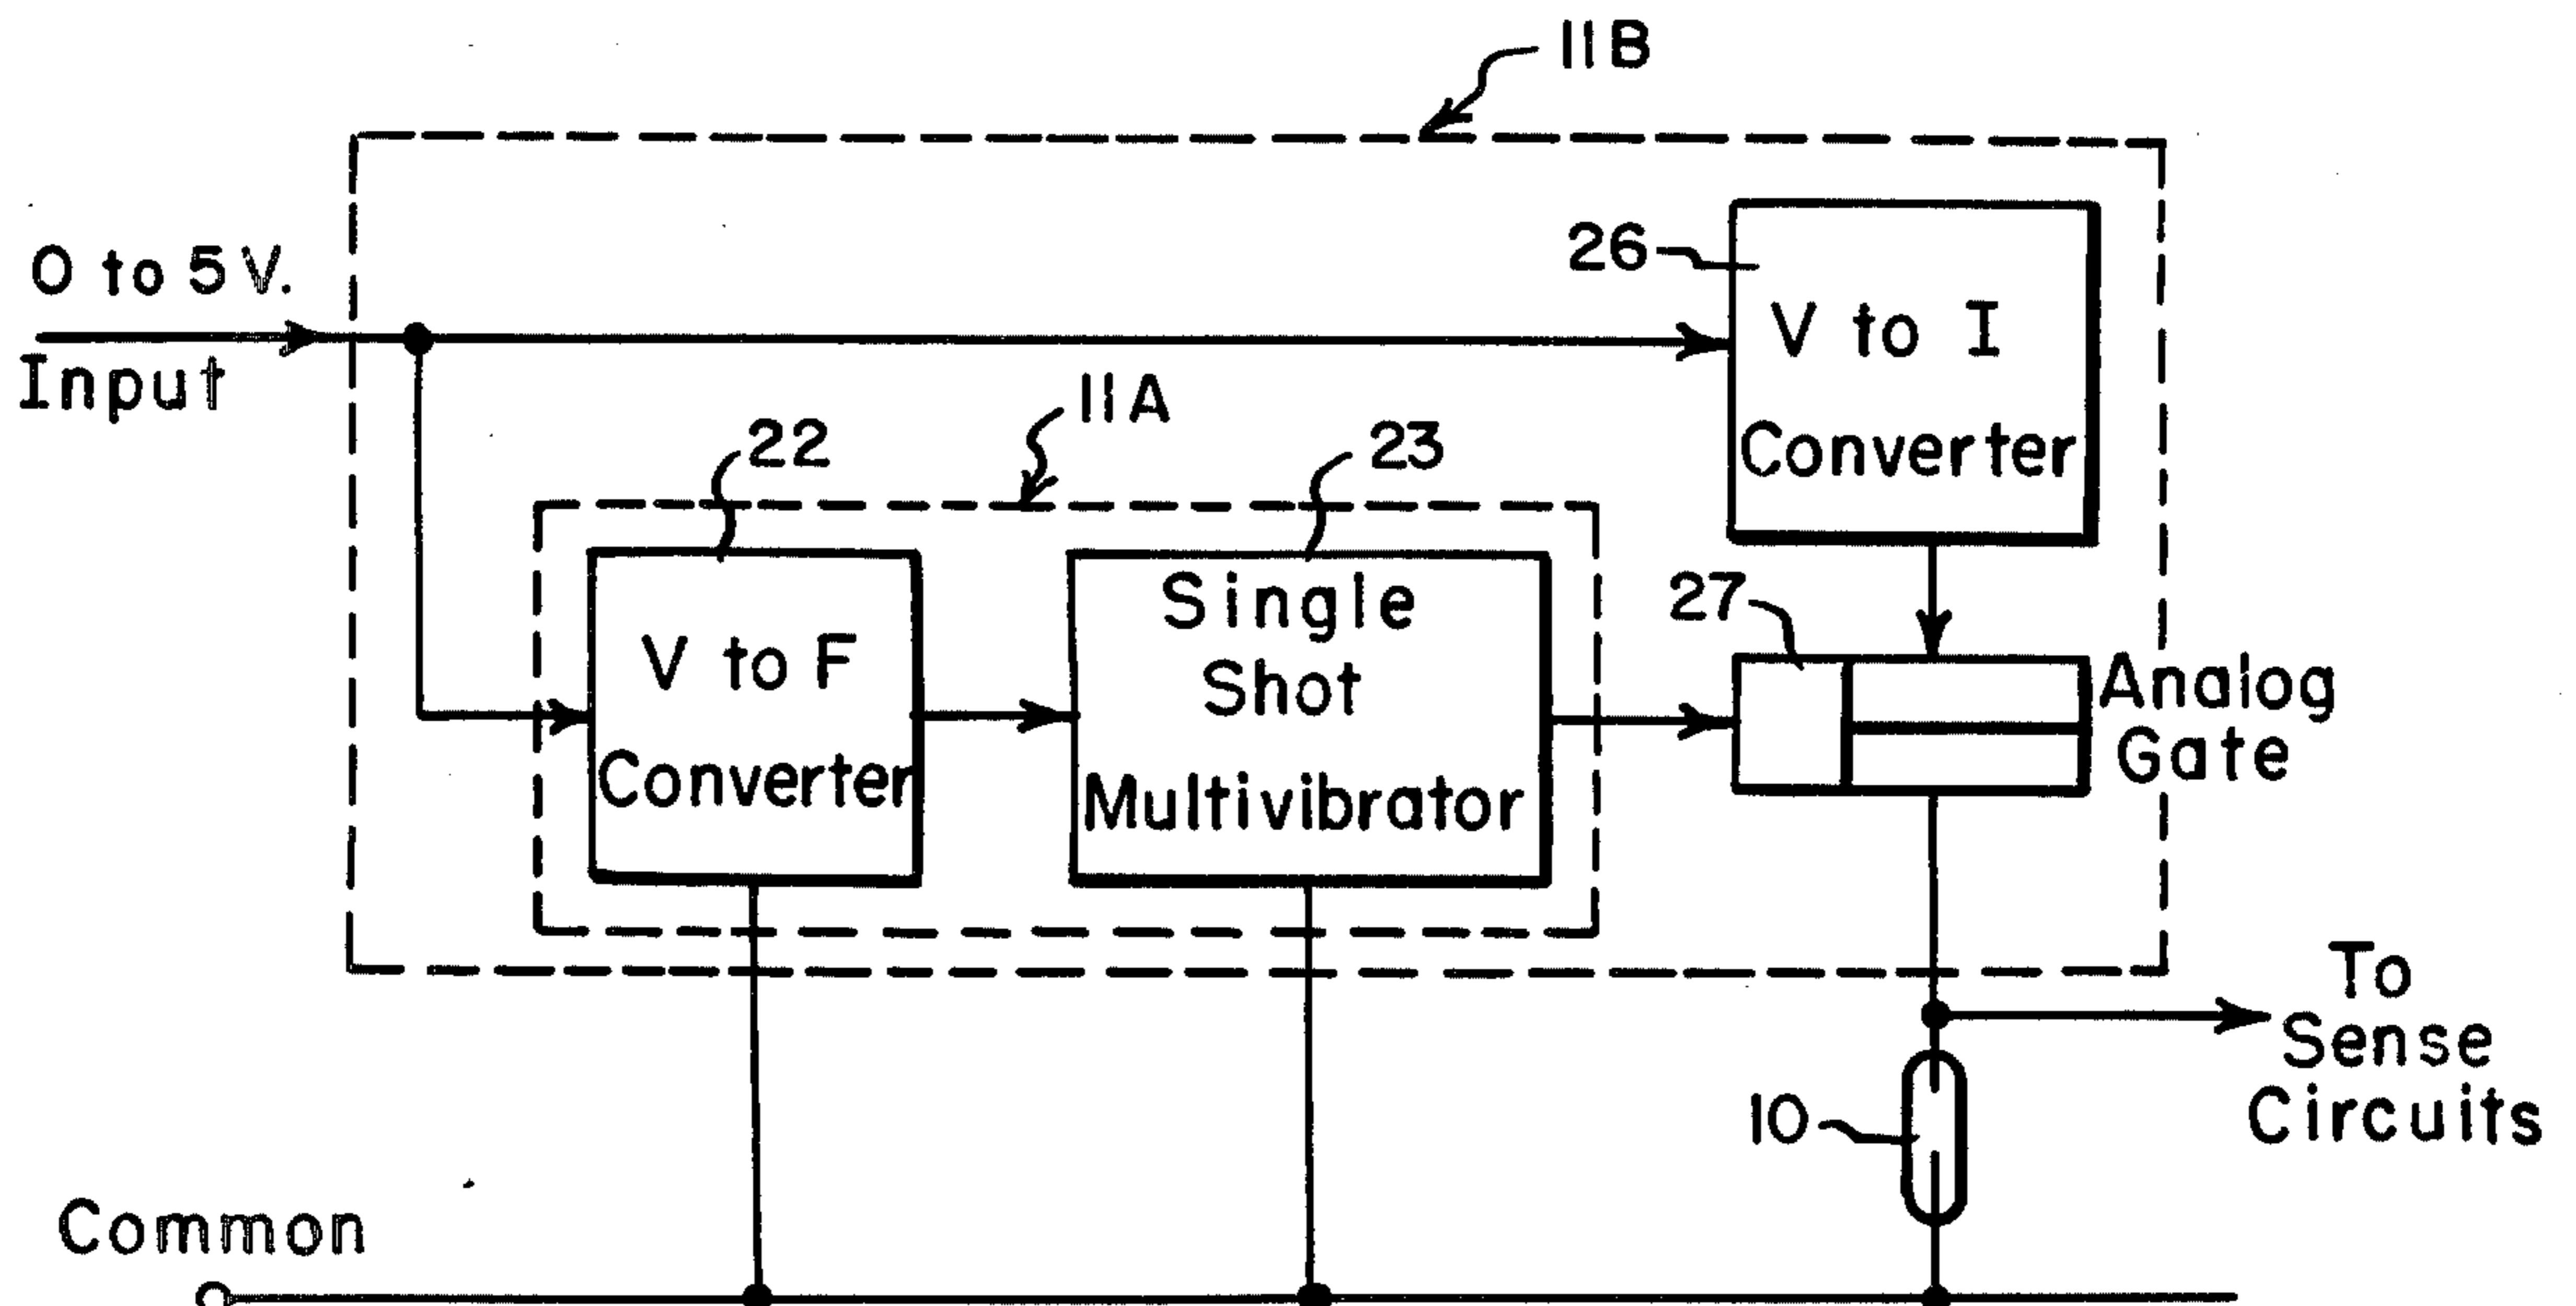 11B
0 to 5 V.
Input
26
V to I
Converter
11A
22
23
V to F
Converter
Single
Shot
Multivibrator
27
Analog
Gate
To
Sense
Circuits
10
Common